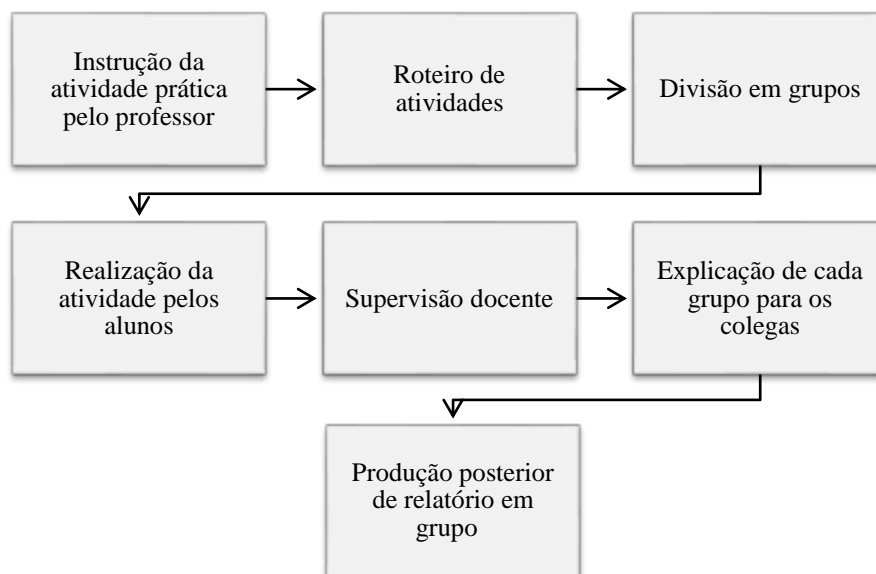 Instrução da
atividade prática
pelo professor
Roteiro de
atividades
Divisão em grupos
Realização da
atividade pelos
alunos
Supervisão docente
Explicação de cada
grupo para os
colegas
Produção posterior
de relatório em
grupo